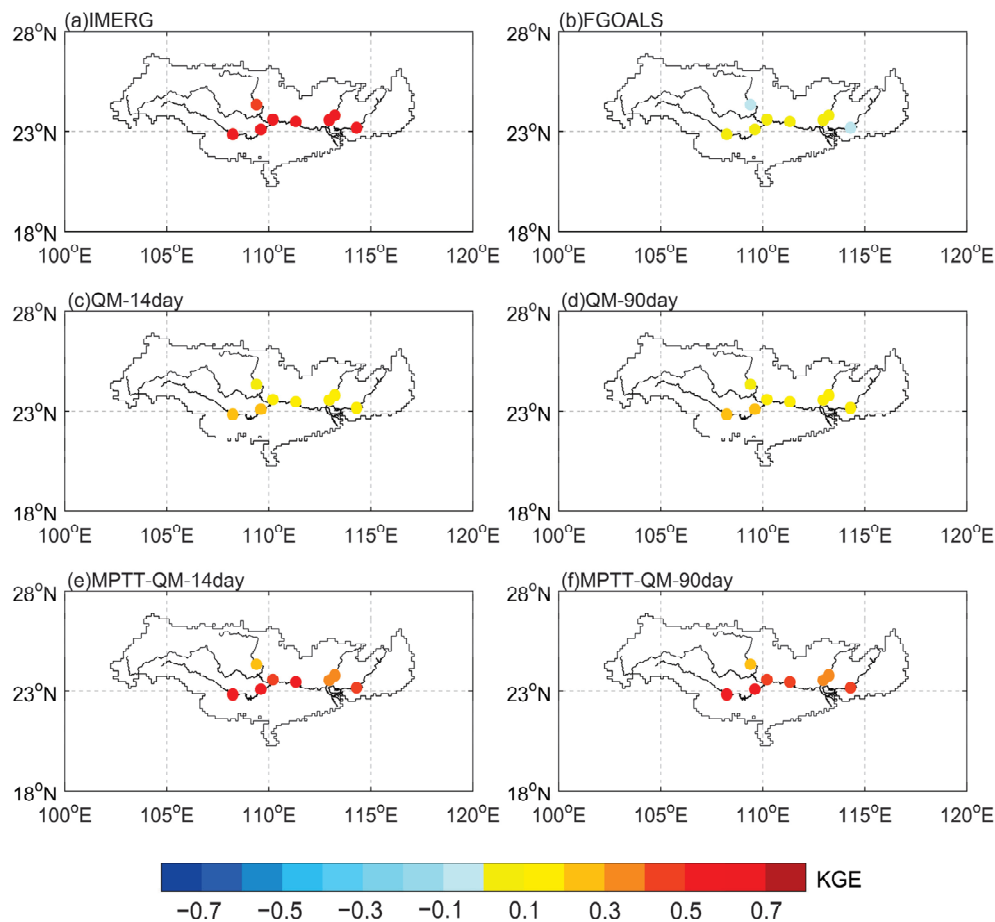 (a)IMERG (b)FGOALS
28°N 28°N
23°N 23°N
18°N 18°N
100°E 105°E 110°E 115°E 120°E 100°E 105°E 110°E 115°E 120°E
(c)QM-14day (d)QM-90day
28°N 28°N
23°N 23°N
18°N 18°N
100°E 105°E 110°E 115°E 120°E 100°E 105°E 110°E 115°E 120°E
(e)MPTT-QM-14day (f)MPTT-QM-90day
28°N 28°N
23°N 23°N
18°N 18°N
100°E 105°E 110°E 115°E 120°E 100°E 105°E 110°E 115°E 120°E
KGE
−0.7 −0.5 −0.3 −0.1 0.1 0.3 0.5 0.7